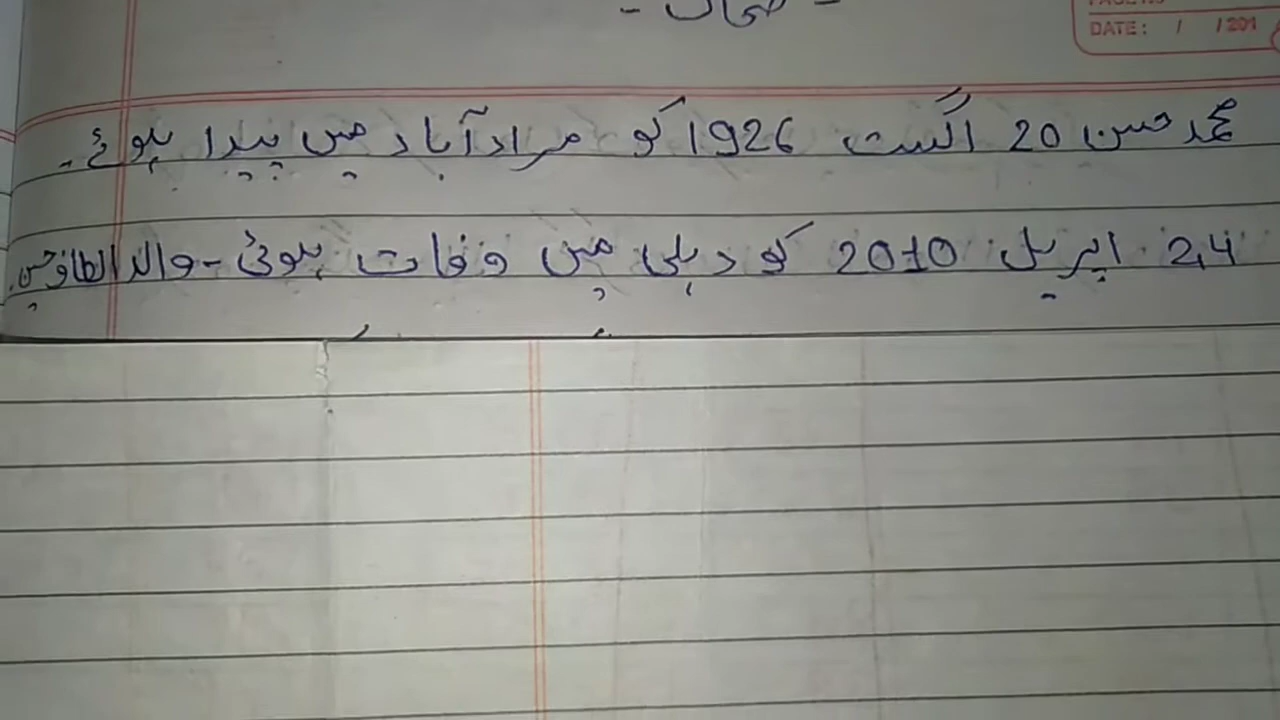 DATE: / /201
محمد حسن 20 اگست 1926 کو مرادآباد میں پیدا ہوئے۔
24 اپریل 2010 کو دہلی میں وفات ہوئی - والد الطاف حسین